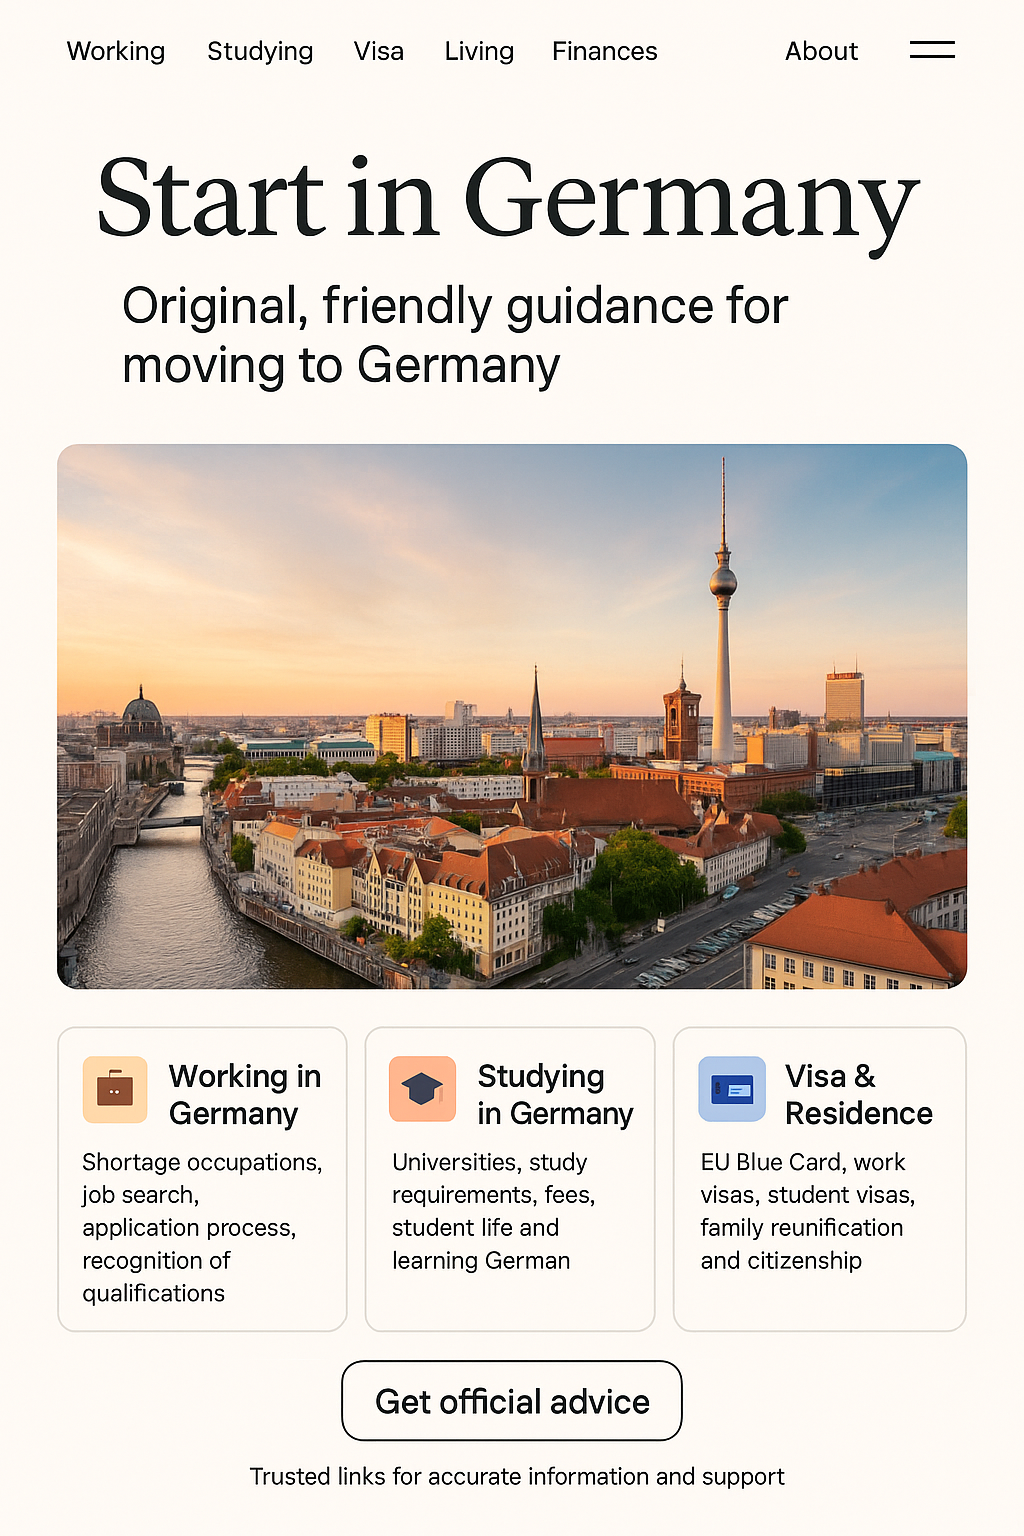 Working Studying Visa Living Finances About
Start in Germany
Original, friendly guidance for
moving to Germany
Working in
Germany
Shortage occupations,
job search,
application process,
recognition of
qualifications
Studying
in Germany
Universities, study
requirements, fees,
student life and
learning German
Visa &
Residence
EU Blue Card, work
visas, student visas,
family reunification
and citizenship
Get official advice
Trusted links for accurate information and support